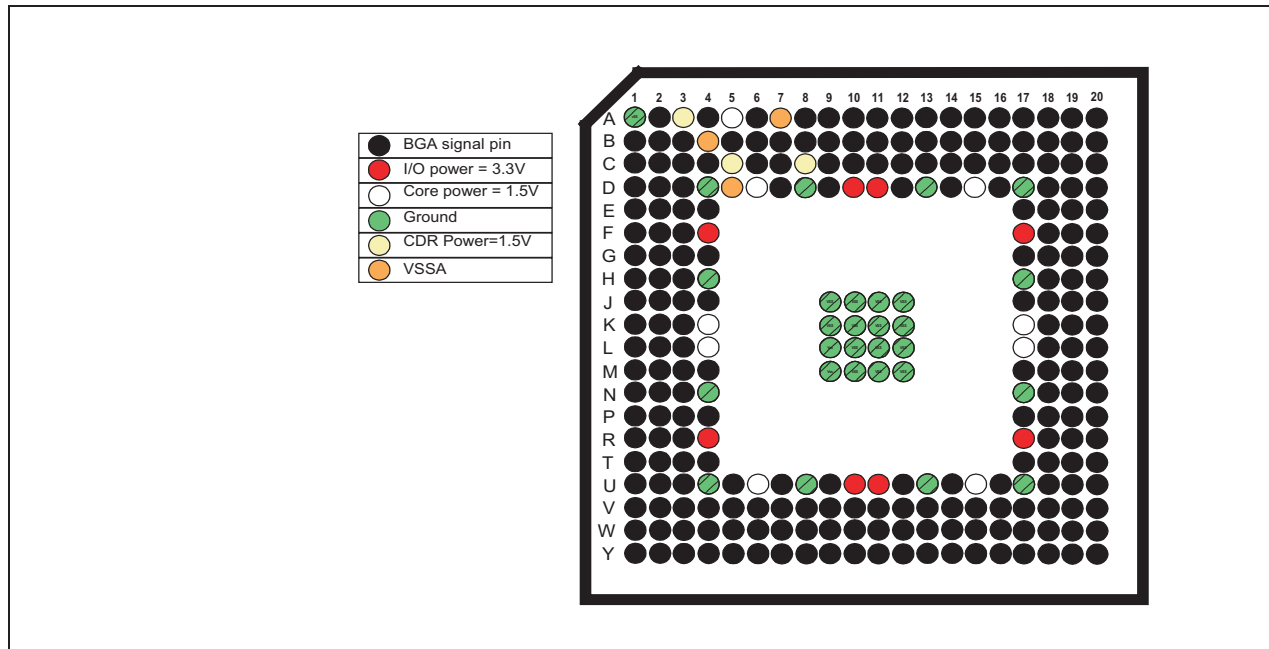 1 2 3 4 5 6 7 8 9 10 11 12 13 14 15 16 17 18 19 20
A
B
C
D
E
F
G
H
J
K
L
M
N
P
R
T
U
V
W
Y
BGA signal pin
I/O power = 3.3V
Core power = 1.5V
Ground
CDR Power=1.5V
VSSA